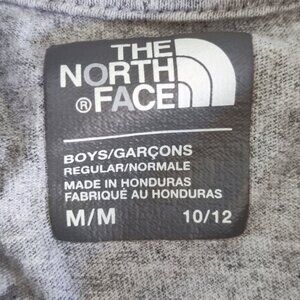 THE
NORTH
® FACE
BOYS/GARÇONS
REGULAR/NORMALE
MADE IN HONDURAS
FABRIQUÉ AU HONDURAS
M/M 10/12